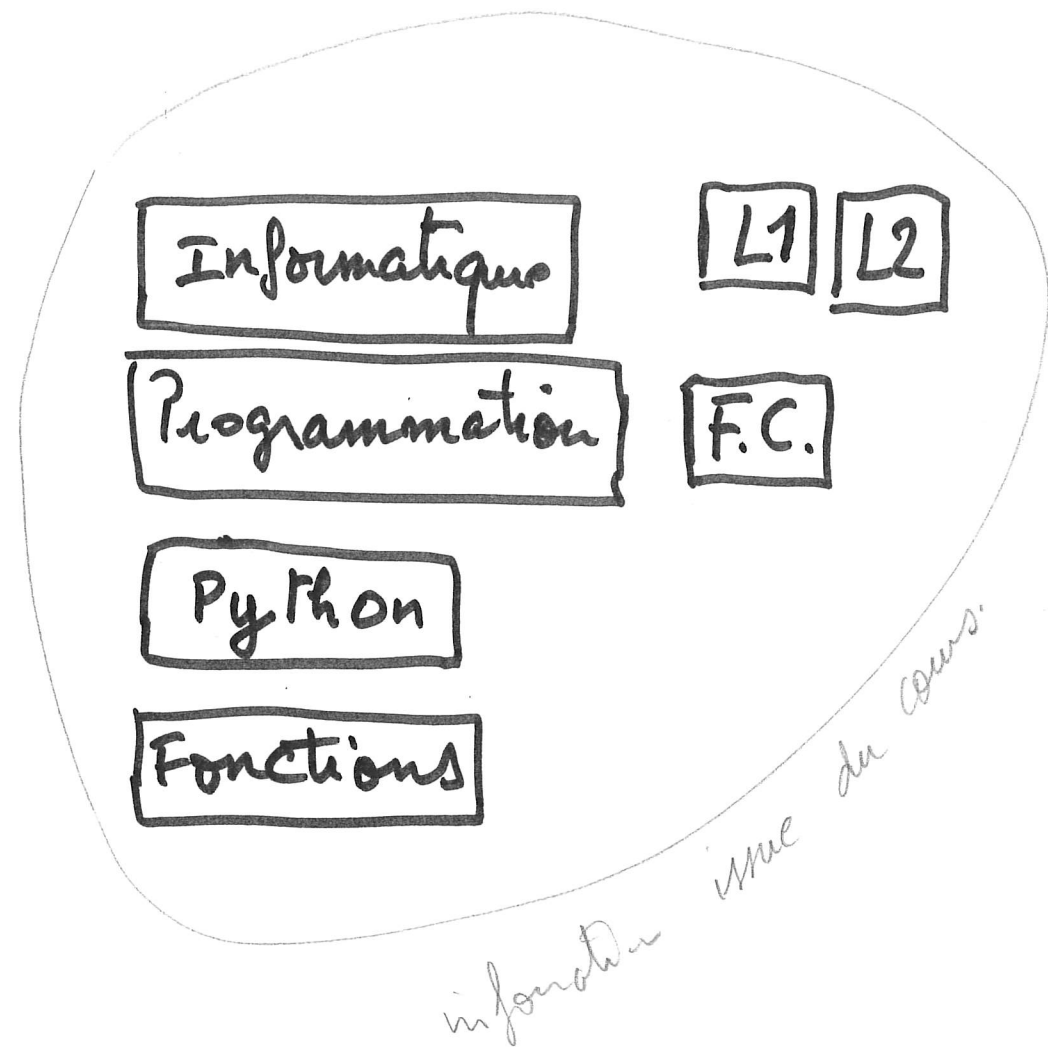 Informatique L1 L2
Programmation F.C.
Python
Fonctions
information issue du cours.